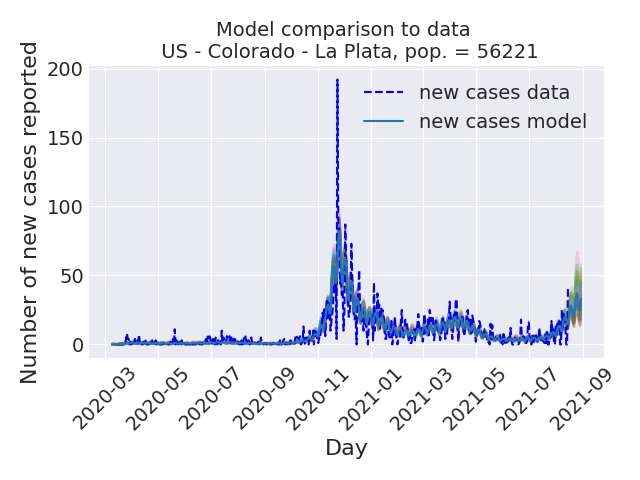 Model comparison to data
US - Colorado - La Plata, pop. = 56221
Number of new cases reported
200
150
100
50
0
new cases data
new cases model
2020-03
2020-05
2020-07
2020-09
2020-11
2021-01
2021-03
2021-05
2021-07
2021-09
Day